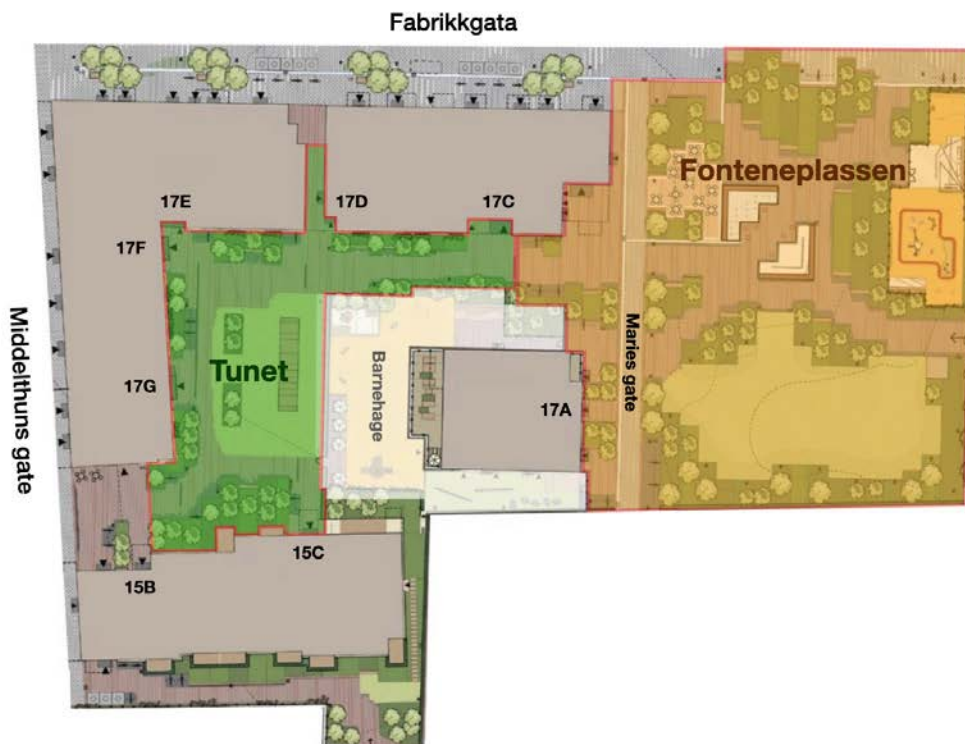 Fabrikkgata
Fonteneplassen
17E
17D
17C
17F
Middelthuns gate
Tunet
Barnehage
Maries gate
17G
17A
15C
15B